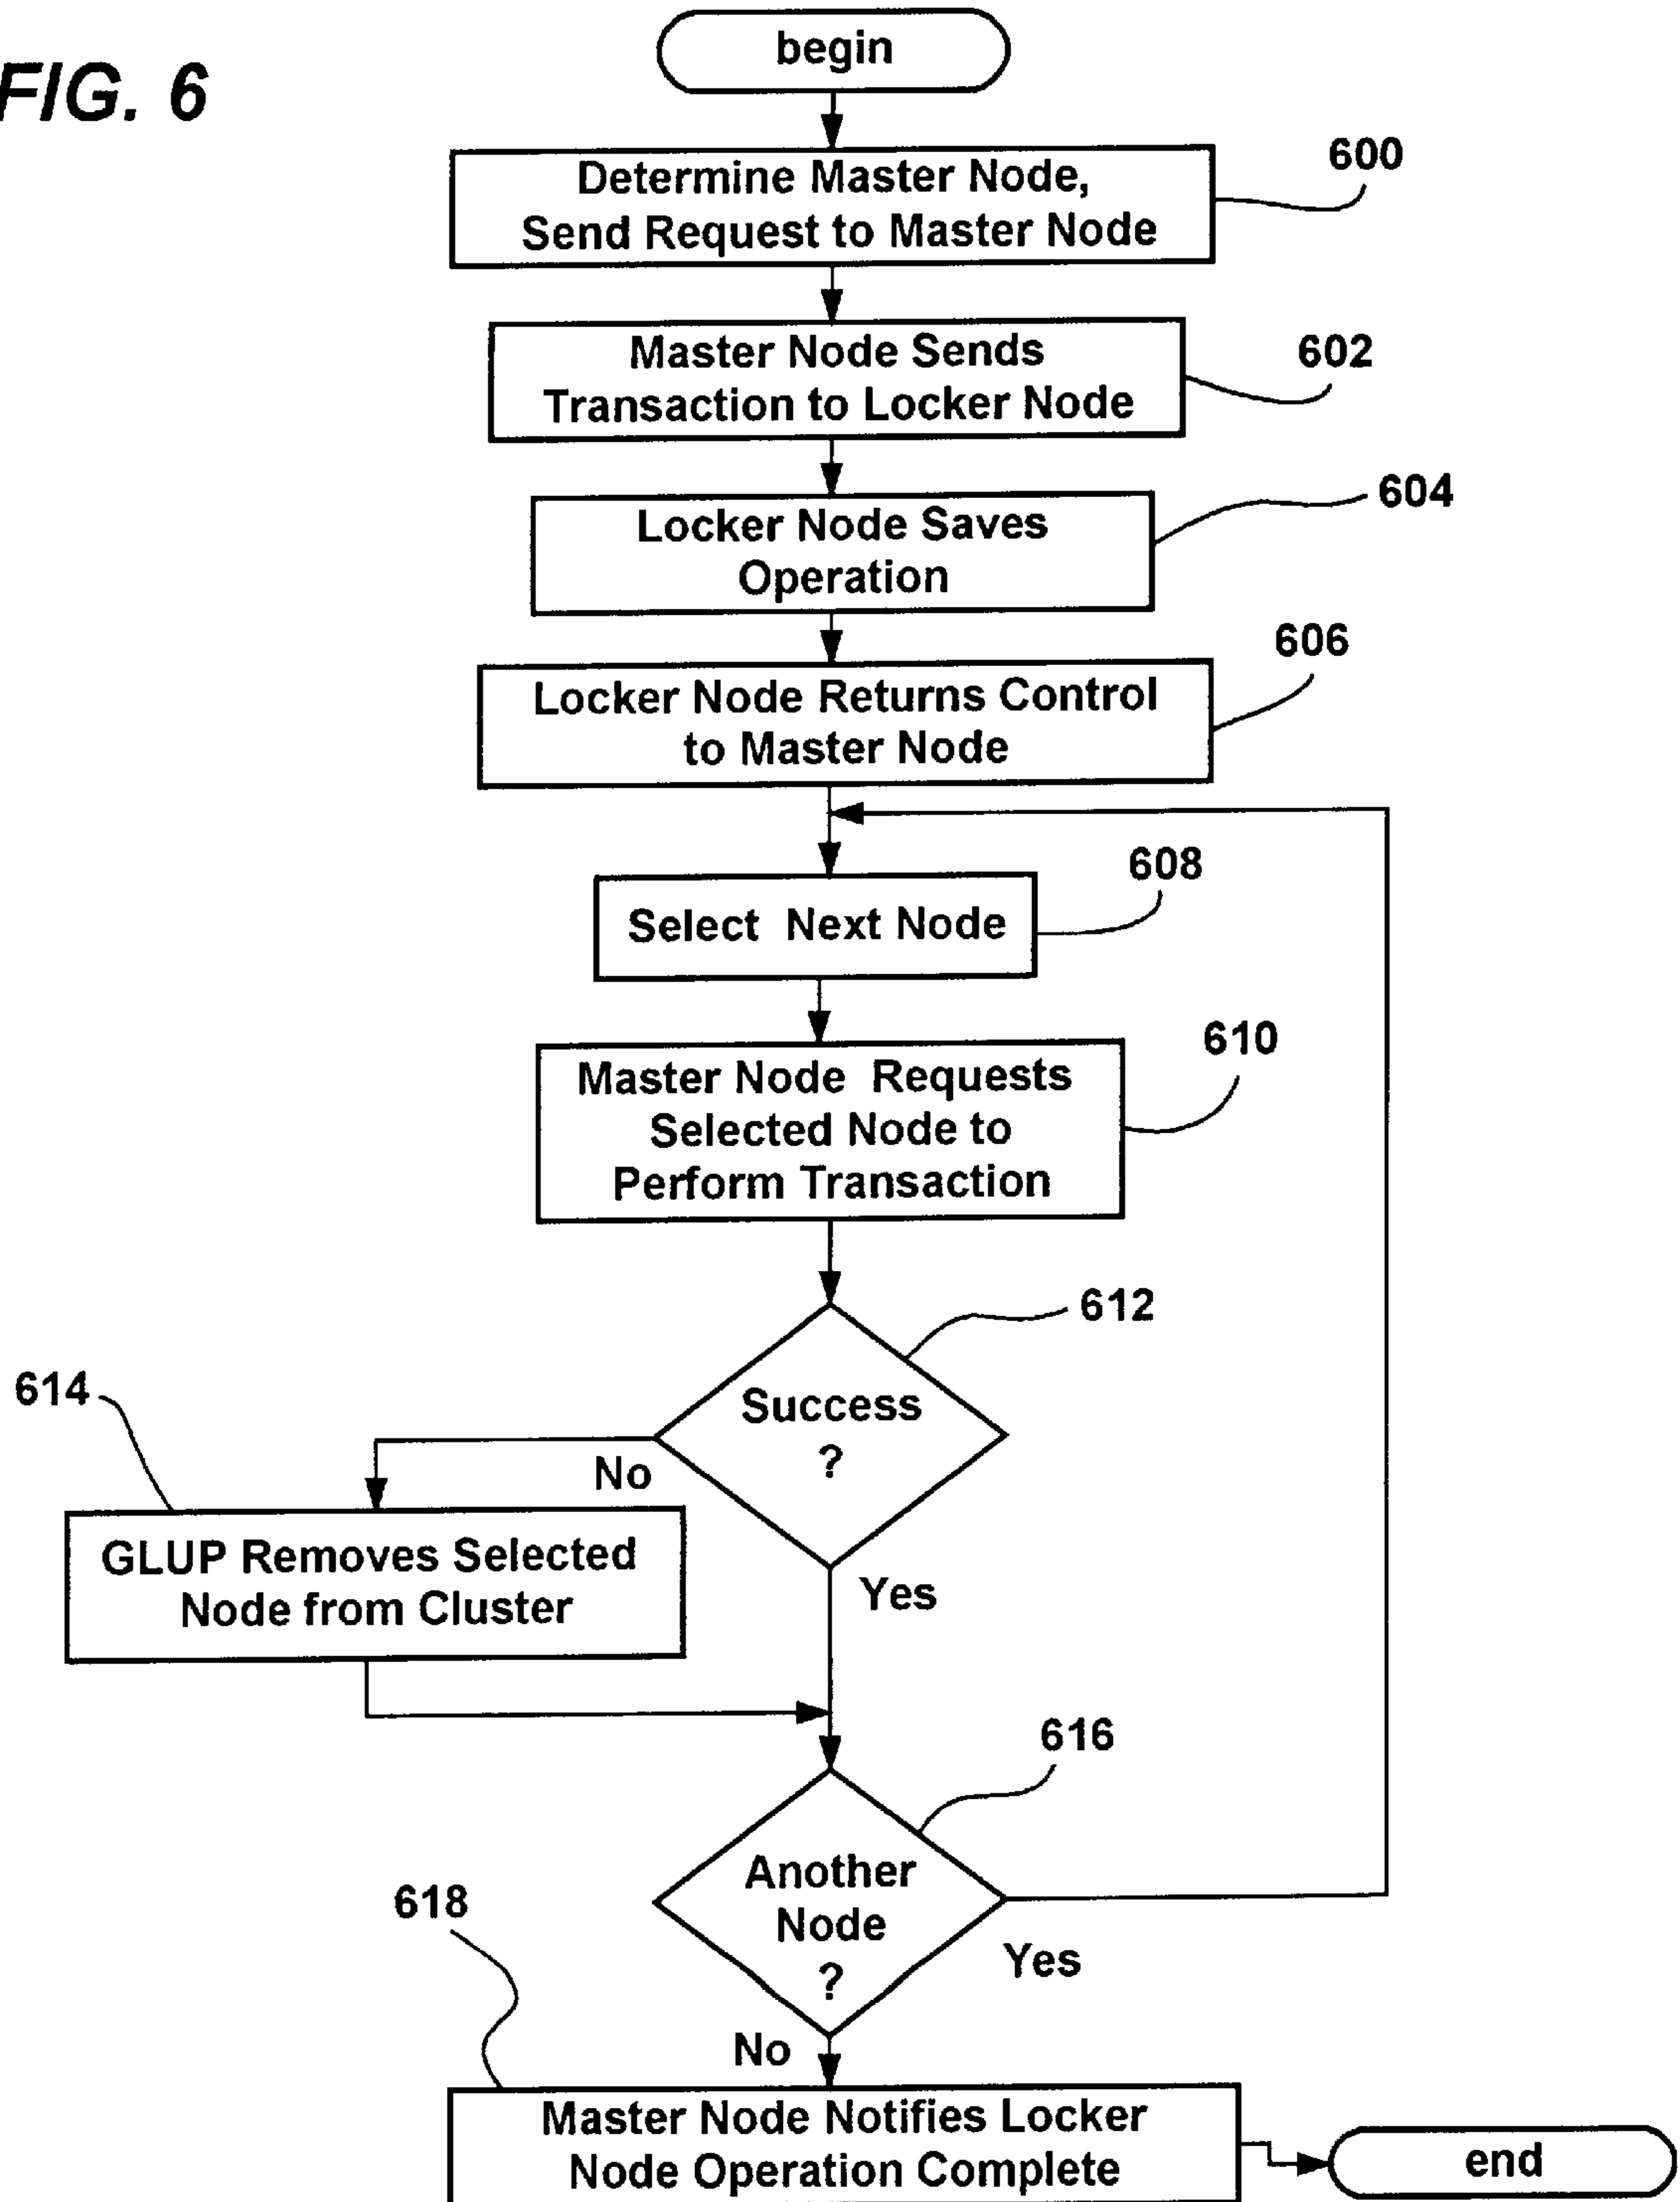 FIG. 6
begin
Determine Master Node,
Send Request to Master Node
600
Master Node Sends
Transaction to Locker Node
602
Locker Node Saves
Operation
604
Locker Node Returns Control
to Master Node
606
Select Next Node
608
Master Node Requests
Selected Node to
Perform Transaction
610
Success
?
612
No
Yes
614
GLUP Removes Selected
Node from Cluster
Another
Node
?
616
Yes
No
618
Master Node Notifies Locker
Node Operation Complete
end